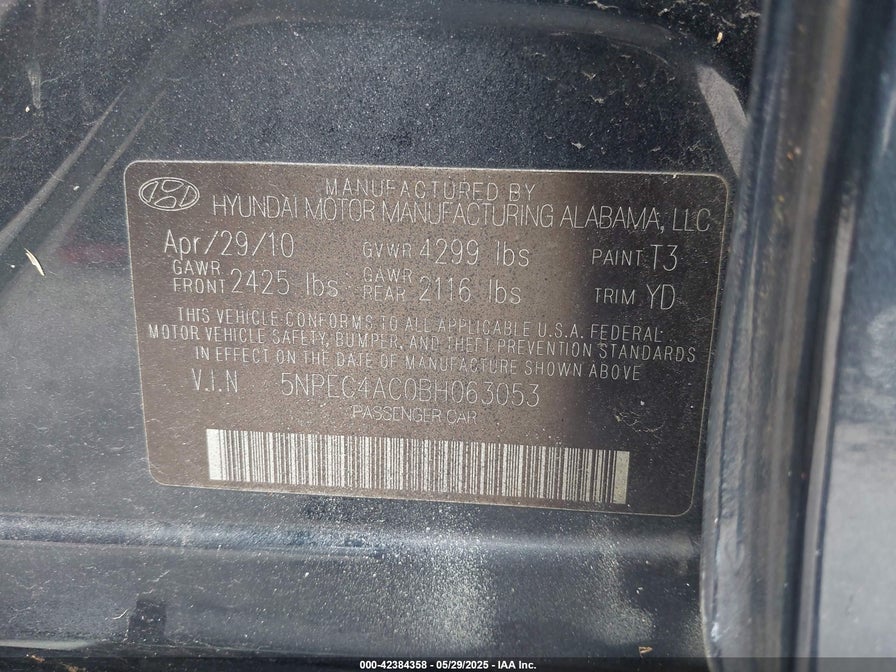 MANUFACTURED BY
HYUNDAI MOTOR MANUFACTURING ALABAMA, LLC
Apr/29/10 GVWR 4299 lbs PAINT T3
GAWR FRONT 2425 lbs GAWR REAR 2116 lbs TRIM YD
THIS VEHICLE CONFORMS TO ALL APPLICABLE U.S.A. FEDERAL
MOTOR VEHICLE SAFETY, BUMPER, AND THEFT PREVENTION STANDARDS
IN EFFECT ON THE DATE OF MANUFACTURE SHOWN ABOVE
V.I.N 5NPEC4AC0BH063053
PASSENGER CAR
000-42384358 - 05/29/2025 - IAA Inc.